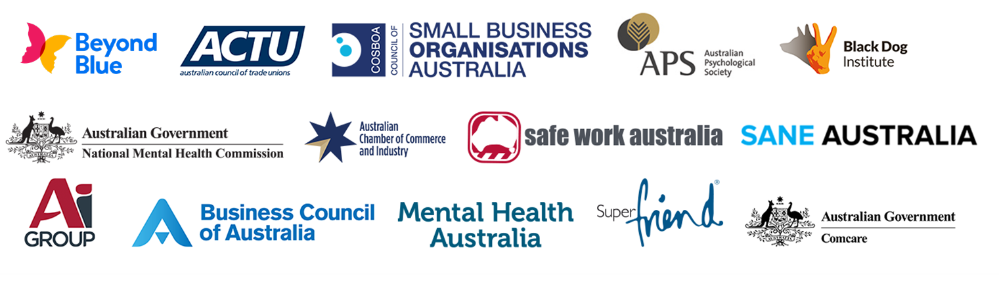 Beyond
Blue
ACTU
australian council of trade unions
COSBOA
COUNCIL OF
SMALL BUSINESS
ORGANISATIONS
AUSTRALIA
APS
Australian
Psychological
Society
Black Dog
Institute
AUSTRALIA
Australian Government
National Mental Health Commission
Australian
Chamber of Commerce
and Industry
safe work australia
SANE AUSTRALIA
Ai
GROUP
Business Council
of Australia
Mental Health
Australia
Super
friend®
AUSTRALIA
Australian Government
Comcare